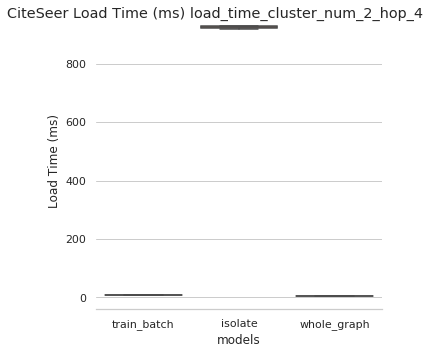 CiteSeer Load Time (ms) load_time_cluster_num_2_hop_4
800
600
400
200
0
Load Time (ms)
train_batch isolate whole_graph
models